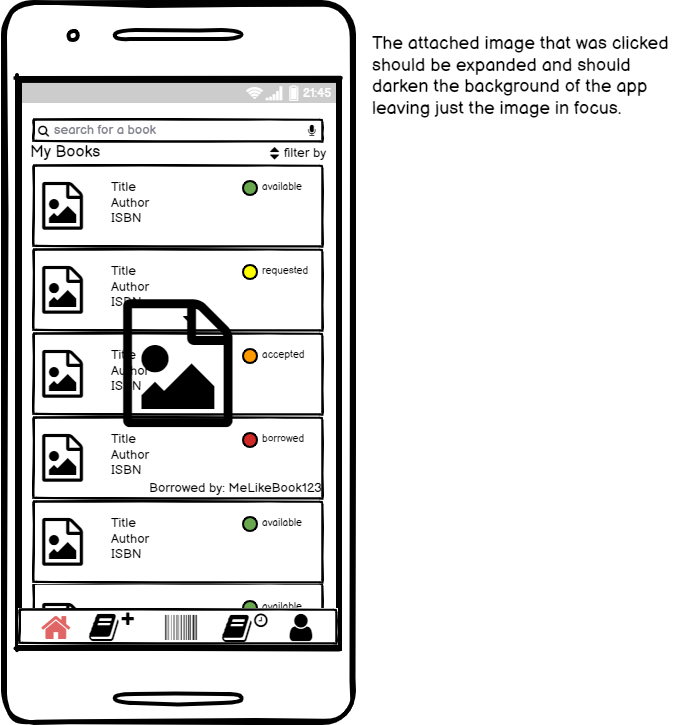 The attached image that was clicked
should be expanded and should
darken the background of the app
leaving just the image in focus.
21:45
search for a book
My Books
filter by
Title
available
Author
ISBN
Title
requested
Author
ISBN
Title
accepted
Author
ISBN
Title
borrowed
Author
ISBN
Borrowed by: MeLikeBook123
Title
available
Author
ISBN
available